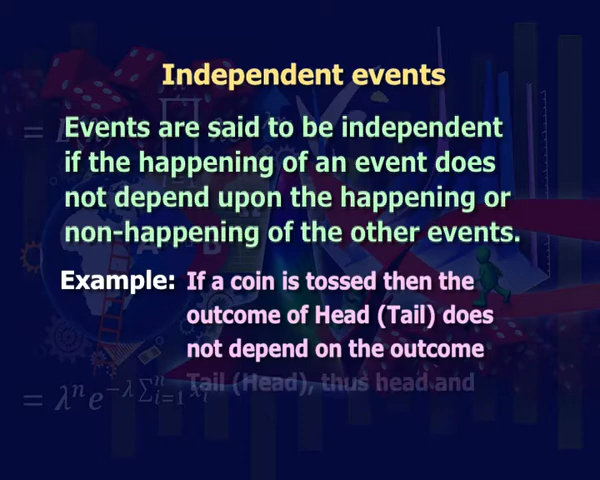 Independent events
Events are said to be independent
if the happening of an event does
not depend upon the happening or
non-happening of the other events.
Example: If a coin is tossed then the
outcome of Head (Tail) does
not depend on the outcome
Tail (Head), thus head and